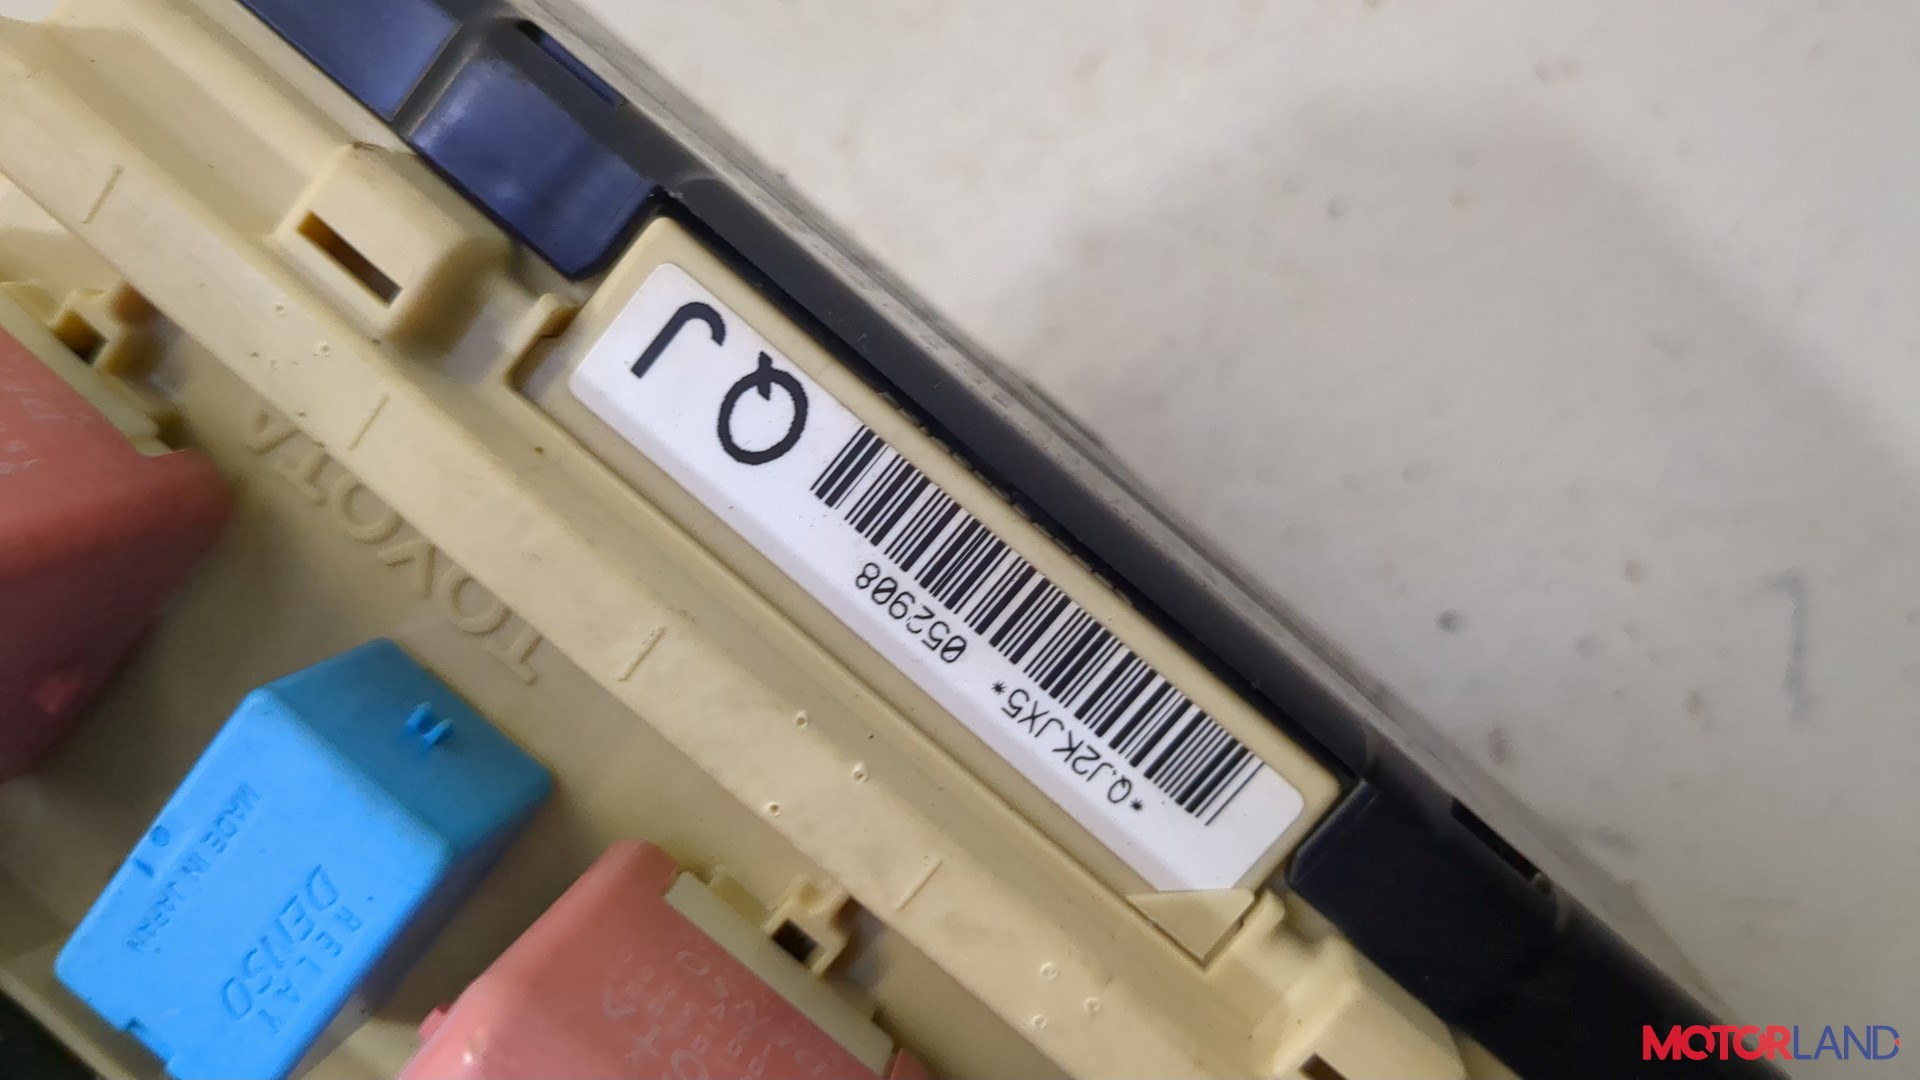 QJ
*QJ2KJX5* 052908
TOYOTA
RELAY
DENSO
MADE IN JAPAN
MOTORLAND